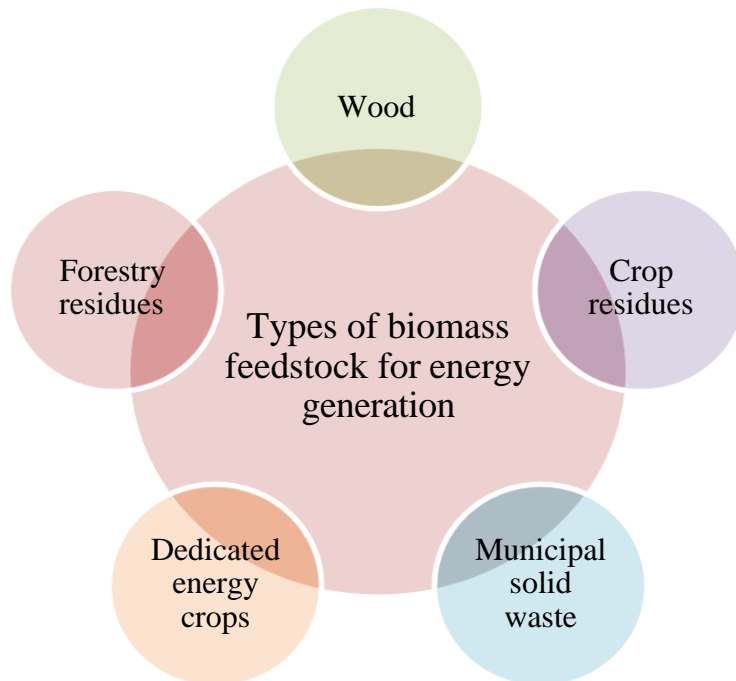 Wood
Forestry
residues
Crop
residues
Types of biomass
feedstock for energy
generation
Dedicated
energy
crops
Municipal
solid
waste